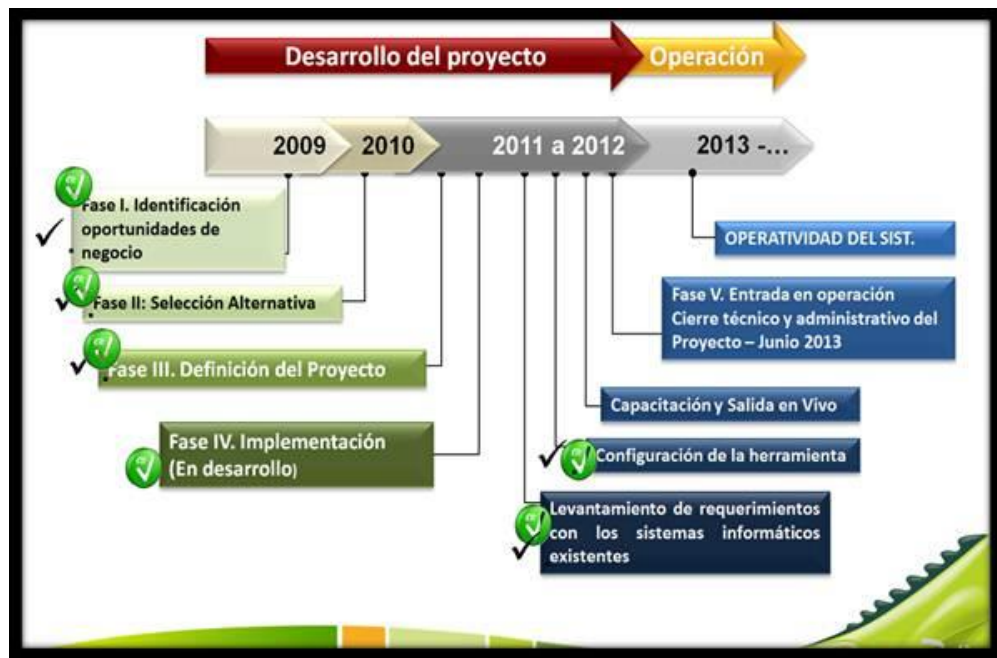 Desarrollo del proyecto
Operación
2009
2010
2011 a 2012
2013 -...
Fase I. Identificación
oportunidades de
negocio
Fase II: Selección Alternativa
Fase III. Definición del Proyecto
Fase IV. Implementación
(En desarrollo)
OPERATIVIDAD DEL SIST.
Fase V. Entrada en operación
Cierre técnico y administrativo del
Proyecto – Junio 2013
Capacitación y Salida en Vivo
Configuración de la herramienta
Levantamiento de requerimientos
con los sistemas informáticos
existentes